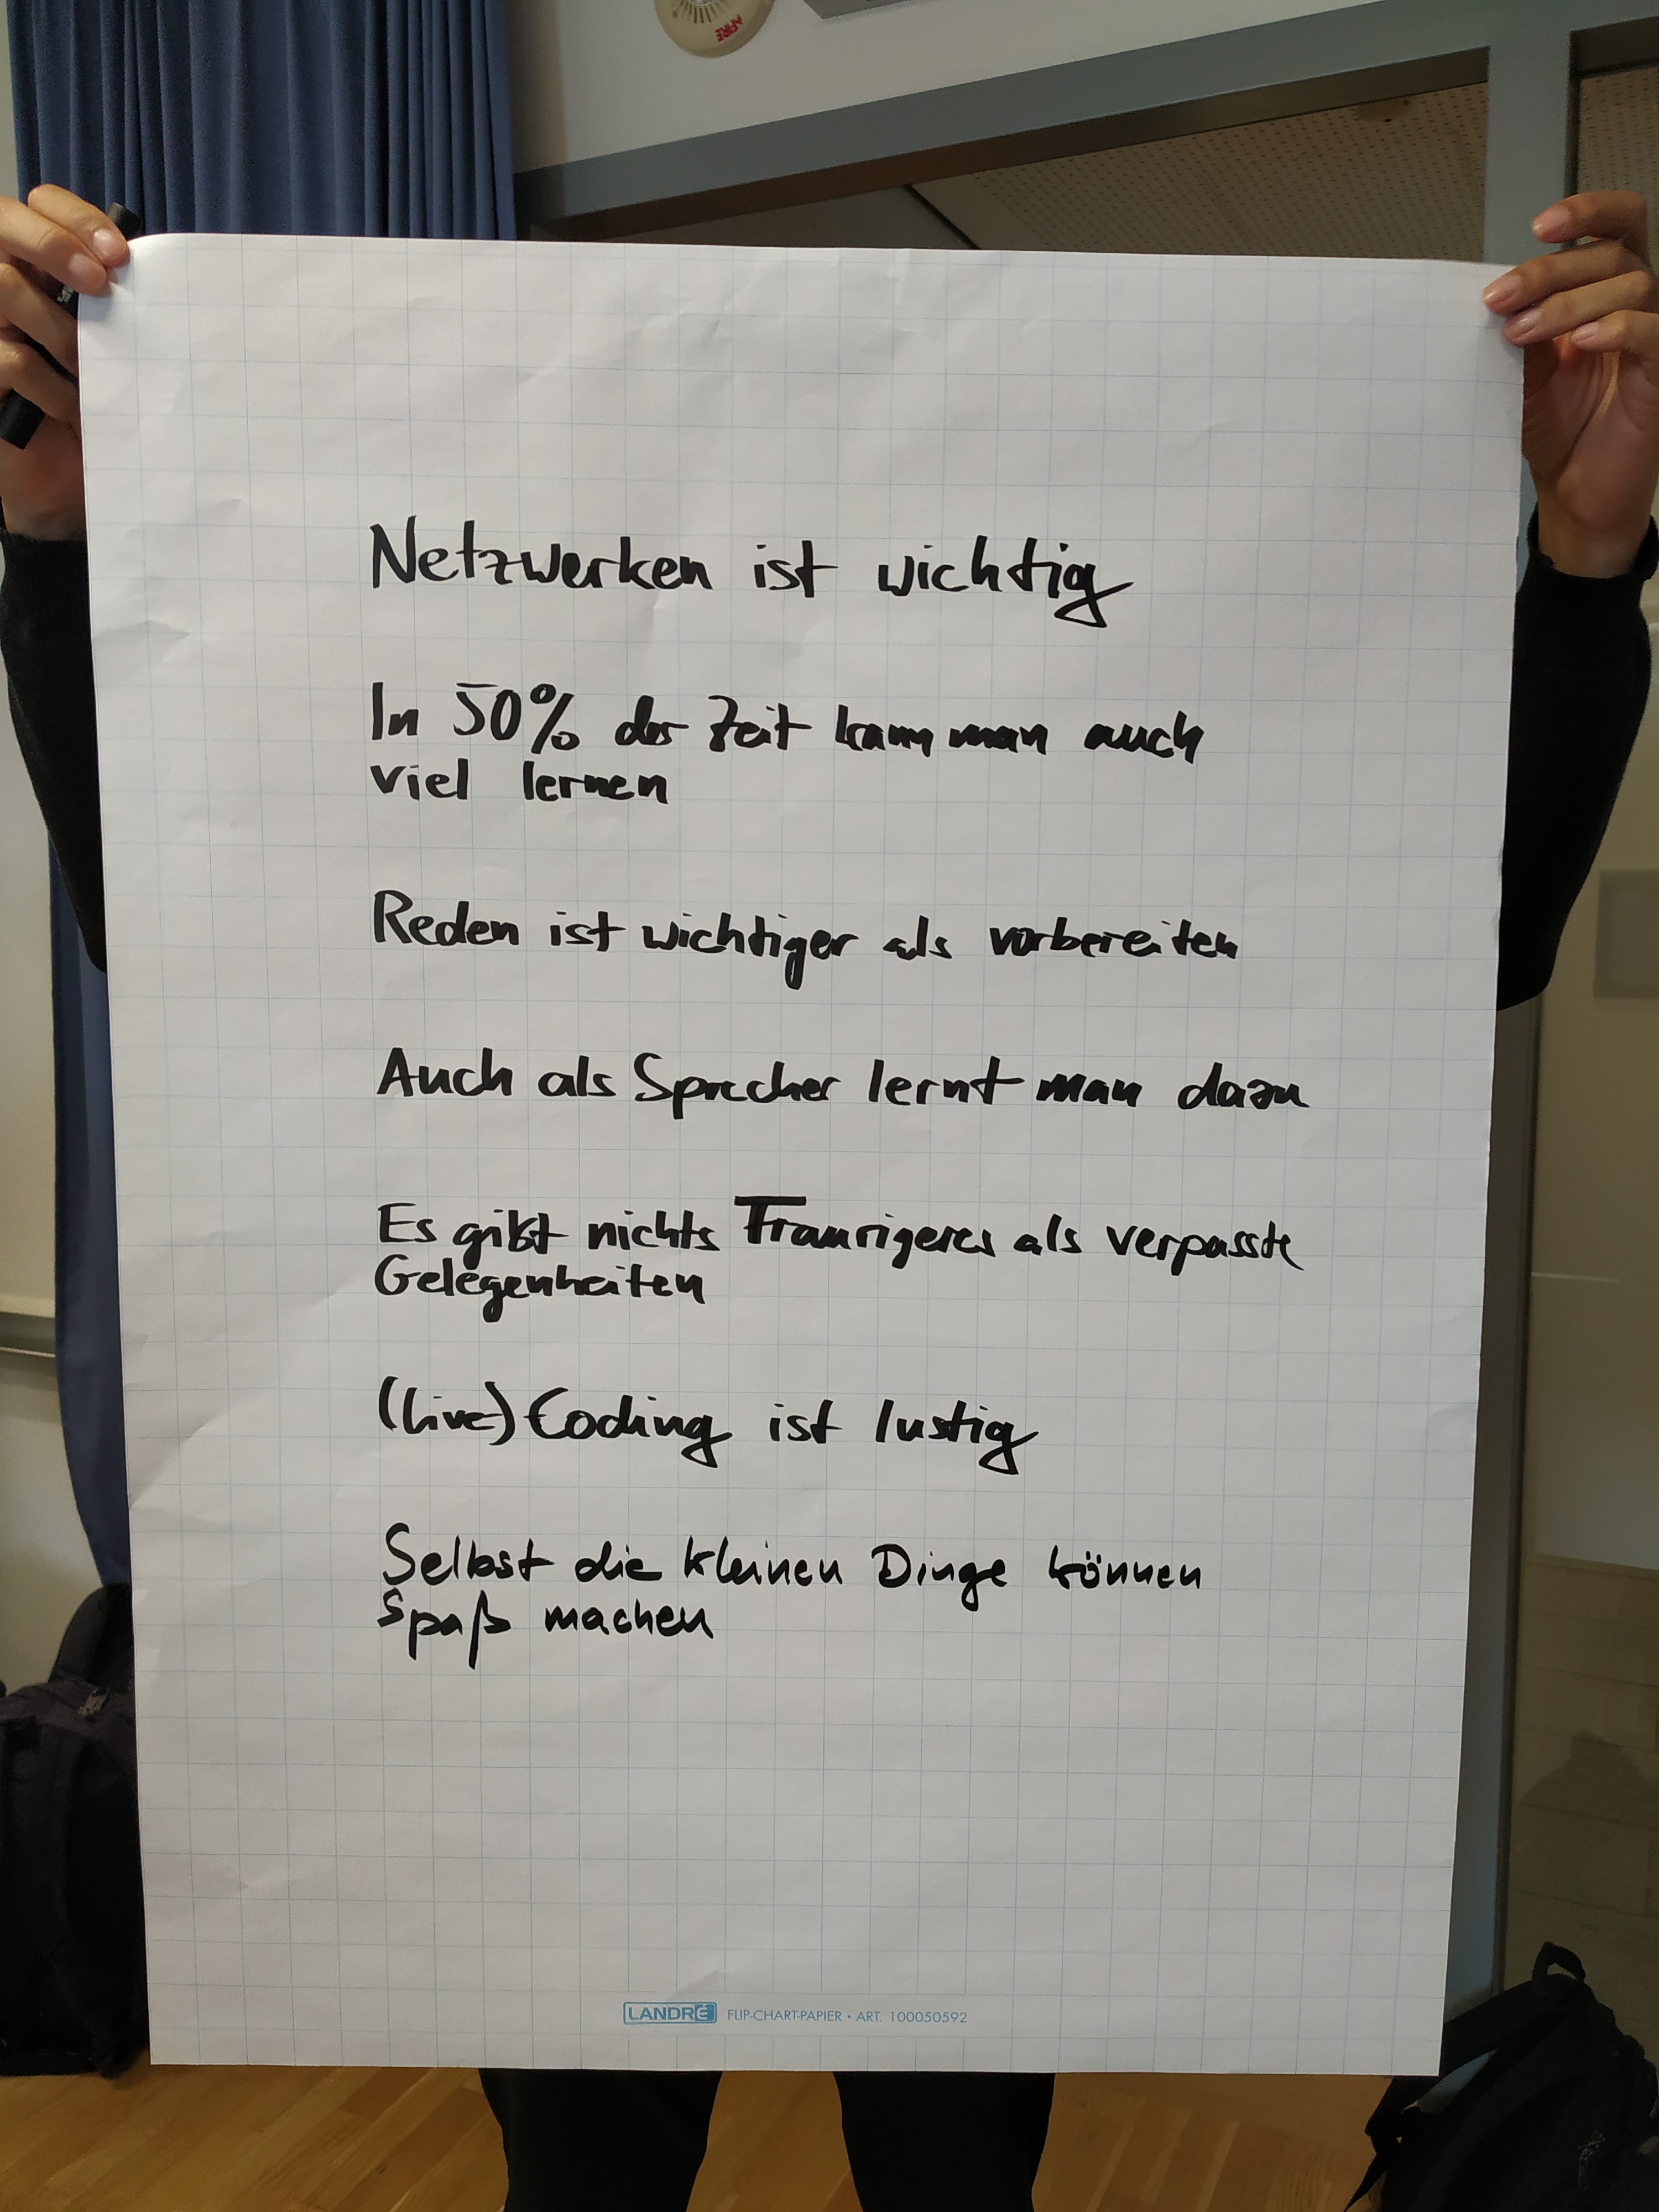 Netzwerken ist wichtig
In 50% der Zeit kann man auch
viel lernen
Reden ist wichtiger als vorbereiten
Auch als Sprecher lernt man dazu
Es gibt nichts Traurigeres als verpasste
Gelegenheiten
(Live) Coding ist lustig
Selbst die kleinen Dinge können
Spaß machen
LANDRÉ FLIP-CHART-PAPIER • ART. 100050592